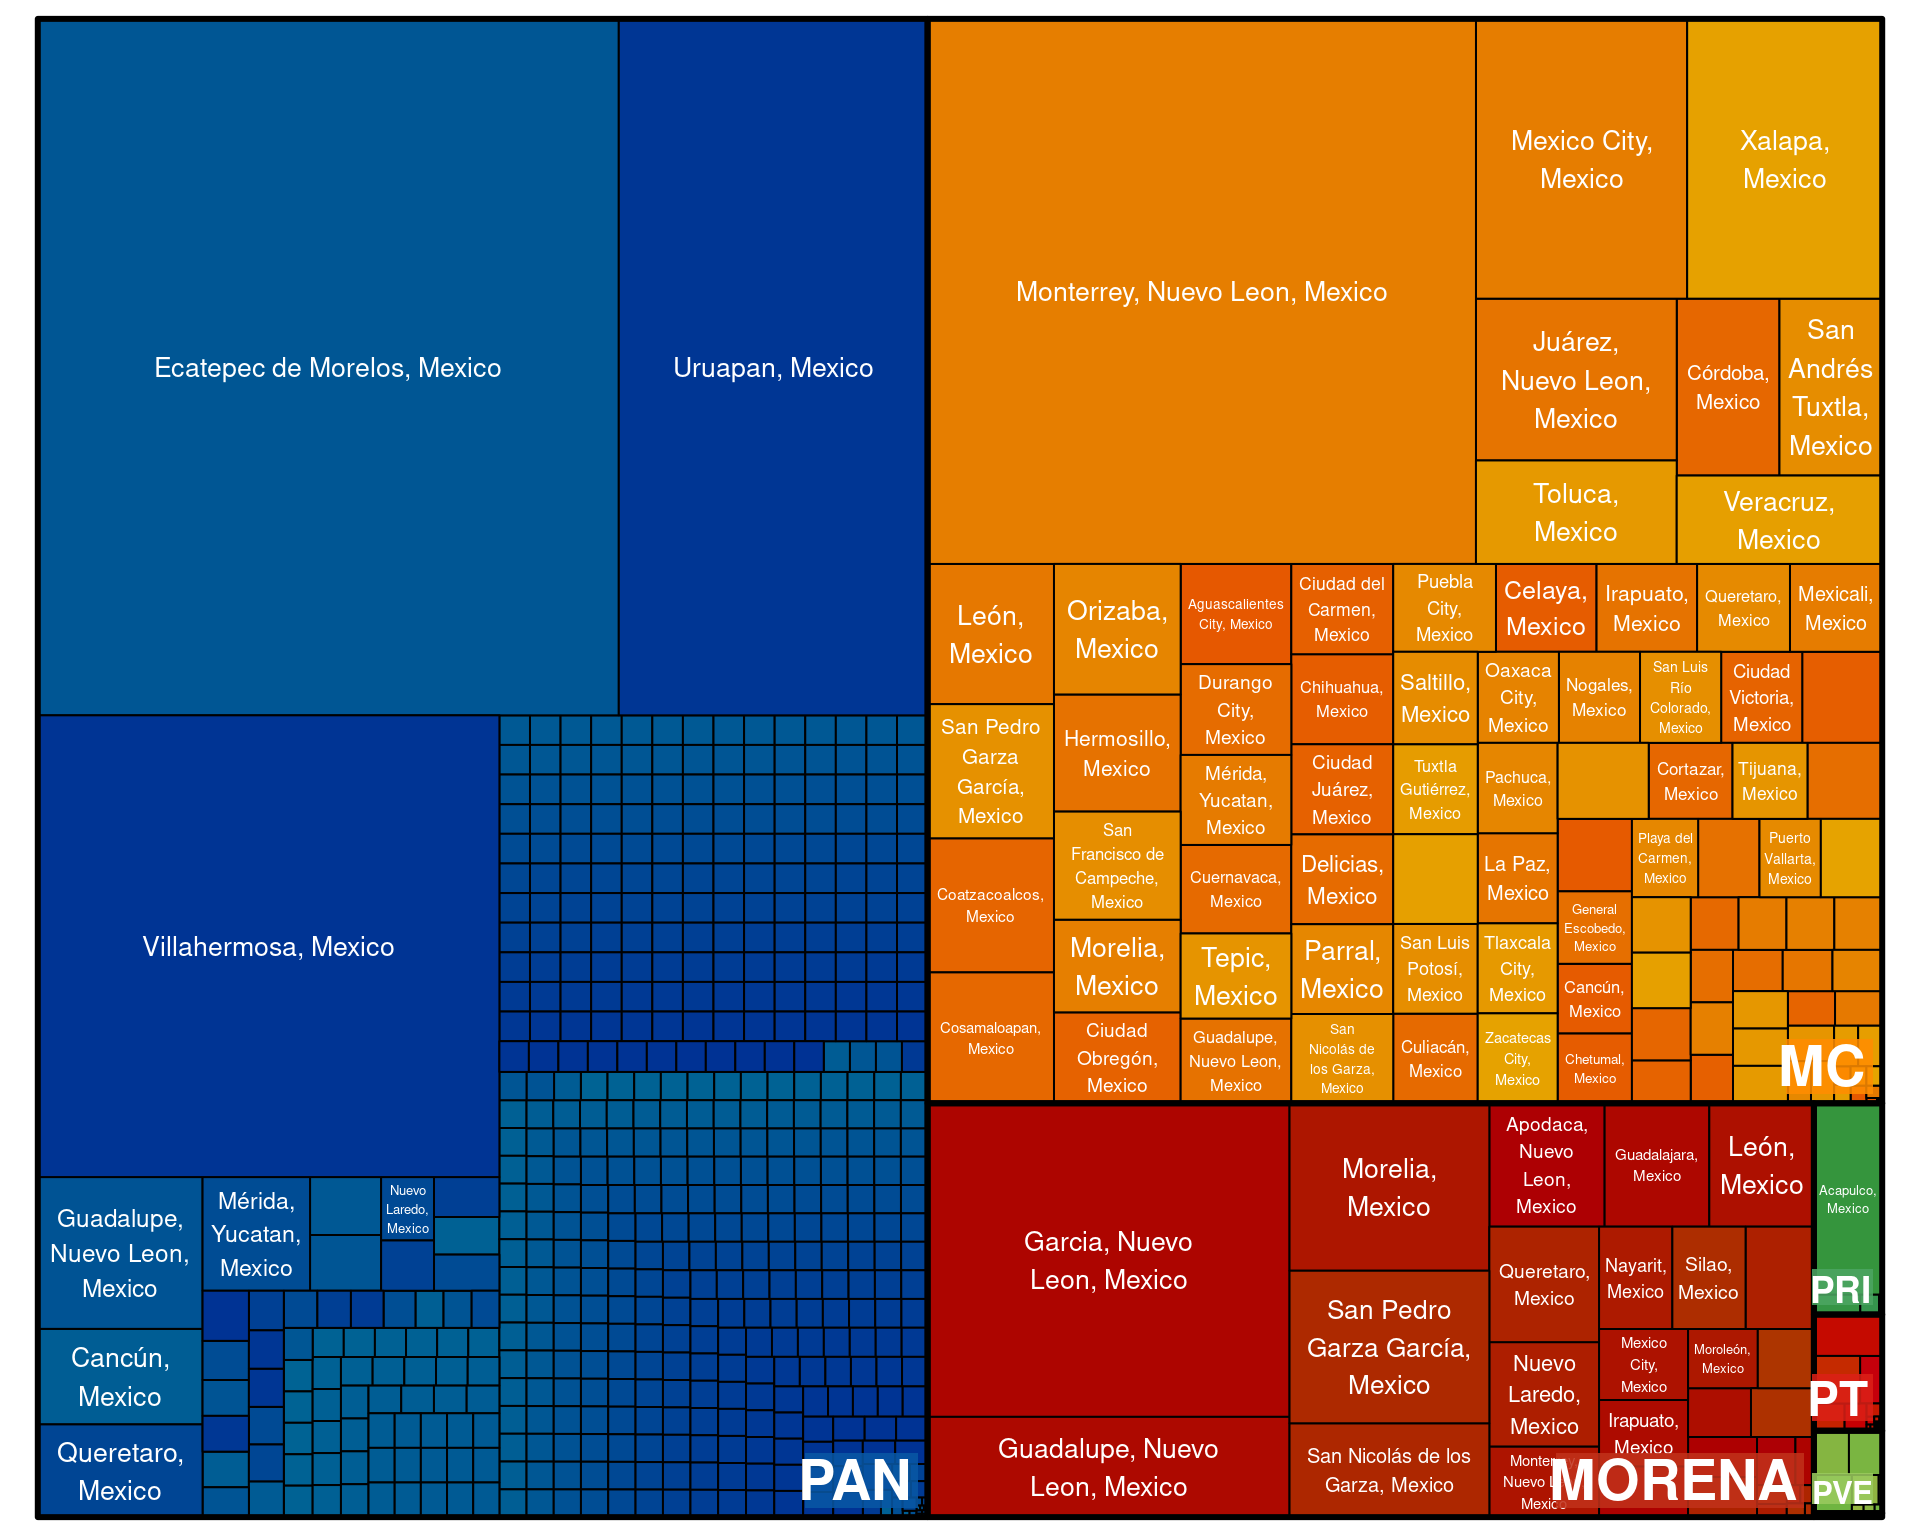 Ecatepec de Morelos, Mexico
Uruapan, Mexico
Villahermosa, Mexico
Guadalupe,
Nuevo Leon,
Mexico
Mérida,
Yucatan,
Mexico
Nuevo
Laredo,
Mexico
Cancún,
Mexico
Queretaro,
Mexico
PAN
Monterrey, Nuevo Leon, Mexico
Mexico City,
Mexico
Xalapa,
Mexico
Juárez,
Nuevo Leon,
Mexico
Córdoba,
Mexico
San
Andrés
Tuxtla,
Mexico
Toluca,
Mexico
Veracruz,
Mexico
León,
Mexico
San Pedro
Garza
García,
Mexico
Coatzacoalcos,
Mexico
Cosamaloapan,
Mexico
Orizaba,
Mexico
Hermosillo,
Mexico
San
Francisco de
Campeche,
Mexico
Morelia,
Mexico
Ciudad
Obregón,
Mexico
Aguascalientes
City, Mexico
Durango
City,
Mexico
Mérida,
Yucatan,
Mexico
Cuernavaca,
Mexico
Tepic,
Mexico
Guadalupe,
Nuevo Leon,
Mexico
Ciudad del
Carmen,
Mexico
Chihuahua,
Mexico
Ciudad
Juárez,
Mexico
Delicias,
Mexico
Parral,
Mexico
San
Nicolás de
los Garza,
Mexico
Puebla
City,
Mexico
Celaya,
Mexico
Irapuato,
Mexico
Queretaro,
Mexico
Mexicali,
Mexico
Saltillo,
Mexico
Oaxaca
City,
Mexico
Nogales,
Mexico
San Luis
Río
Colorado,
Mexico
Ciudad
Victoria,
Mexico
Tuxtla
Gutiérrez,
Mexico
Pachuca,
Mexico
Cortazar,
Mexico
Tijuana,
Mexico
La Paz,
Mexico
Playa del
Carmen,
Mexico
Puerto
Vallarta,
Mexico
San Luis
Potosí,
Mexico
Tlaxcala
City,
Mexico
General
Escobedo,
Mexico
Cancún,
Mexico
Culiacán,
Mexico
Zacatecas
City,
Mexico
Chetumal,
Mexico
MC
Garcia, Nuevo
Leon, Mexico
Guadalupe, Nuevo
Leon, Mexico
Morelia,
Mexico
San Pedro
Garza García,
Mexico
San Nicolás de los
Garza, Mexico
Apodaca,
Nuevo
Leon,
Mexico
Guadalajara,
Mexico
León,
Mexico
Queretaro,
Mexico
Nayarit,
Mexico
Silao,
Mexico
Nuevo
Laredo,
Mexico
Mexico
City,
Mexico
Moroleón,
Mexico
Irapuato,
Mexico
Monterrey,
Nuevo Leon,
Mexico
MORENA
Acapulco,
Mexico
PRI
PT
PVE